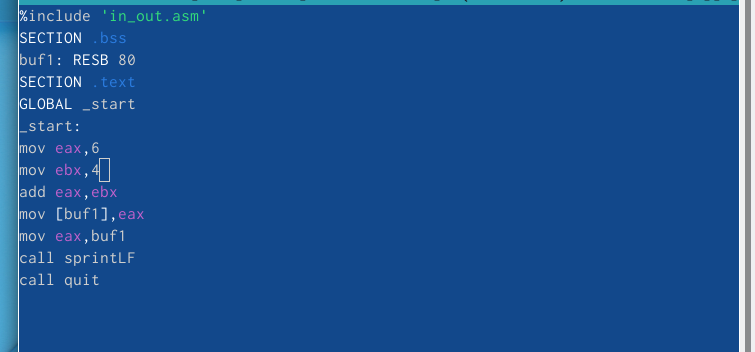 %include 'in_out.asm'
SECTION .bss
buf1: RESB 80
SECTION .text
GLOBAL _start
_start:
mov eax,6
mov ebx,4
add eax,ebx
mov [buf1],eax
mov eax,buf1
call sprintLF
call quit